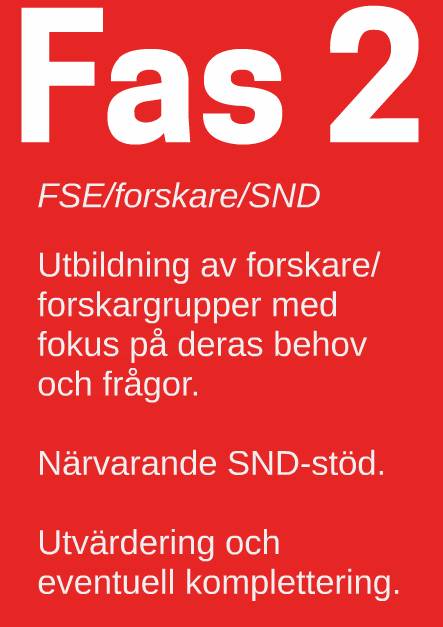 Fas 2
FSE/forskare/SND
Utbildning av forskare/
forskargrupper med
fokus på deras behov
och frågor.
Närvarande SND-stöd.
Utvärdering och
eventuell komplettering.